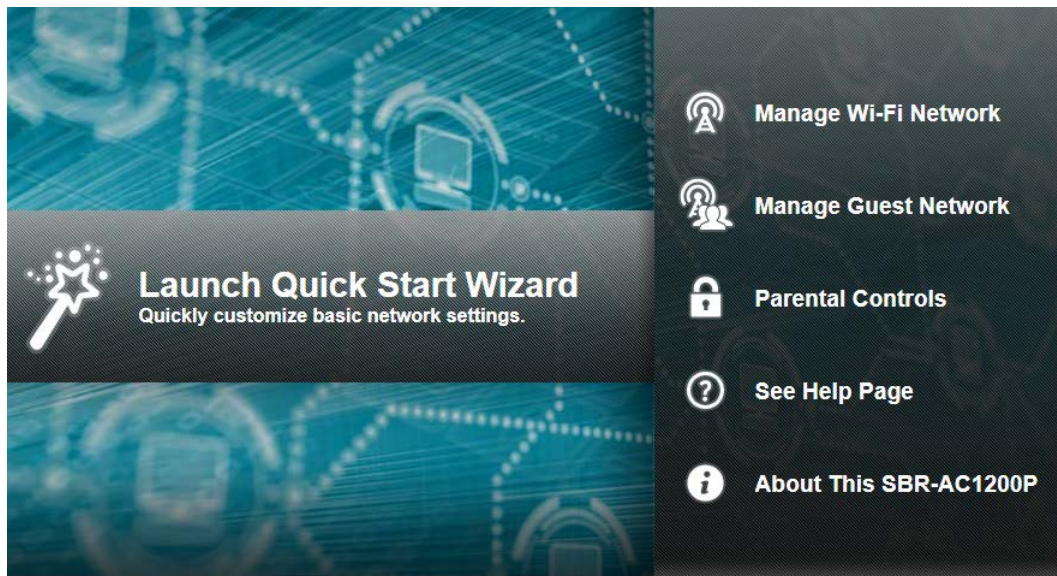 Launch Quick Start Wizard
Quickly customize basic network settings.
Manage Wi-Fi Network
Manage Guest Network
Parental Controls
See Help Page
About This SBR-AC1200P